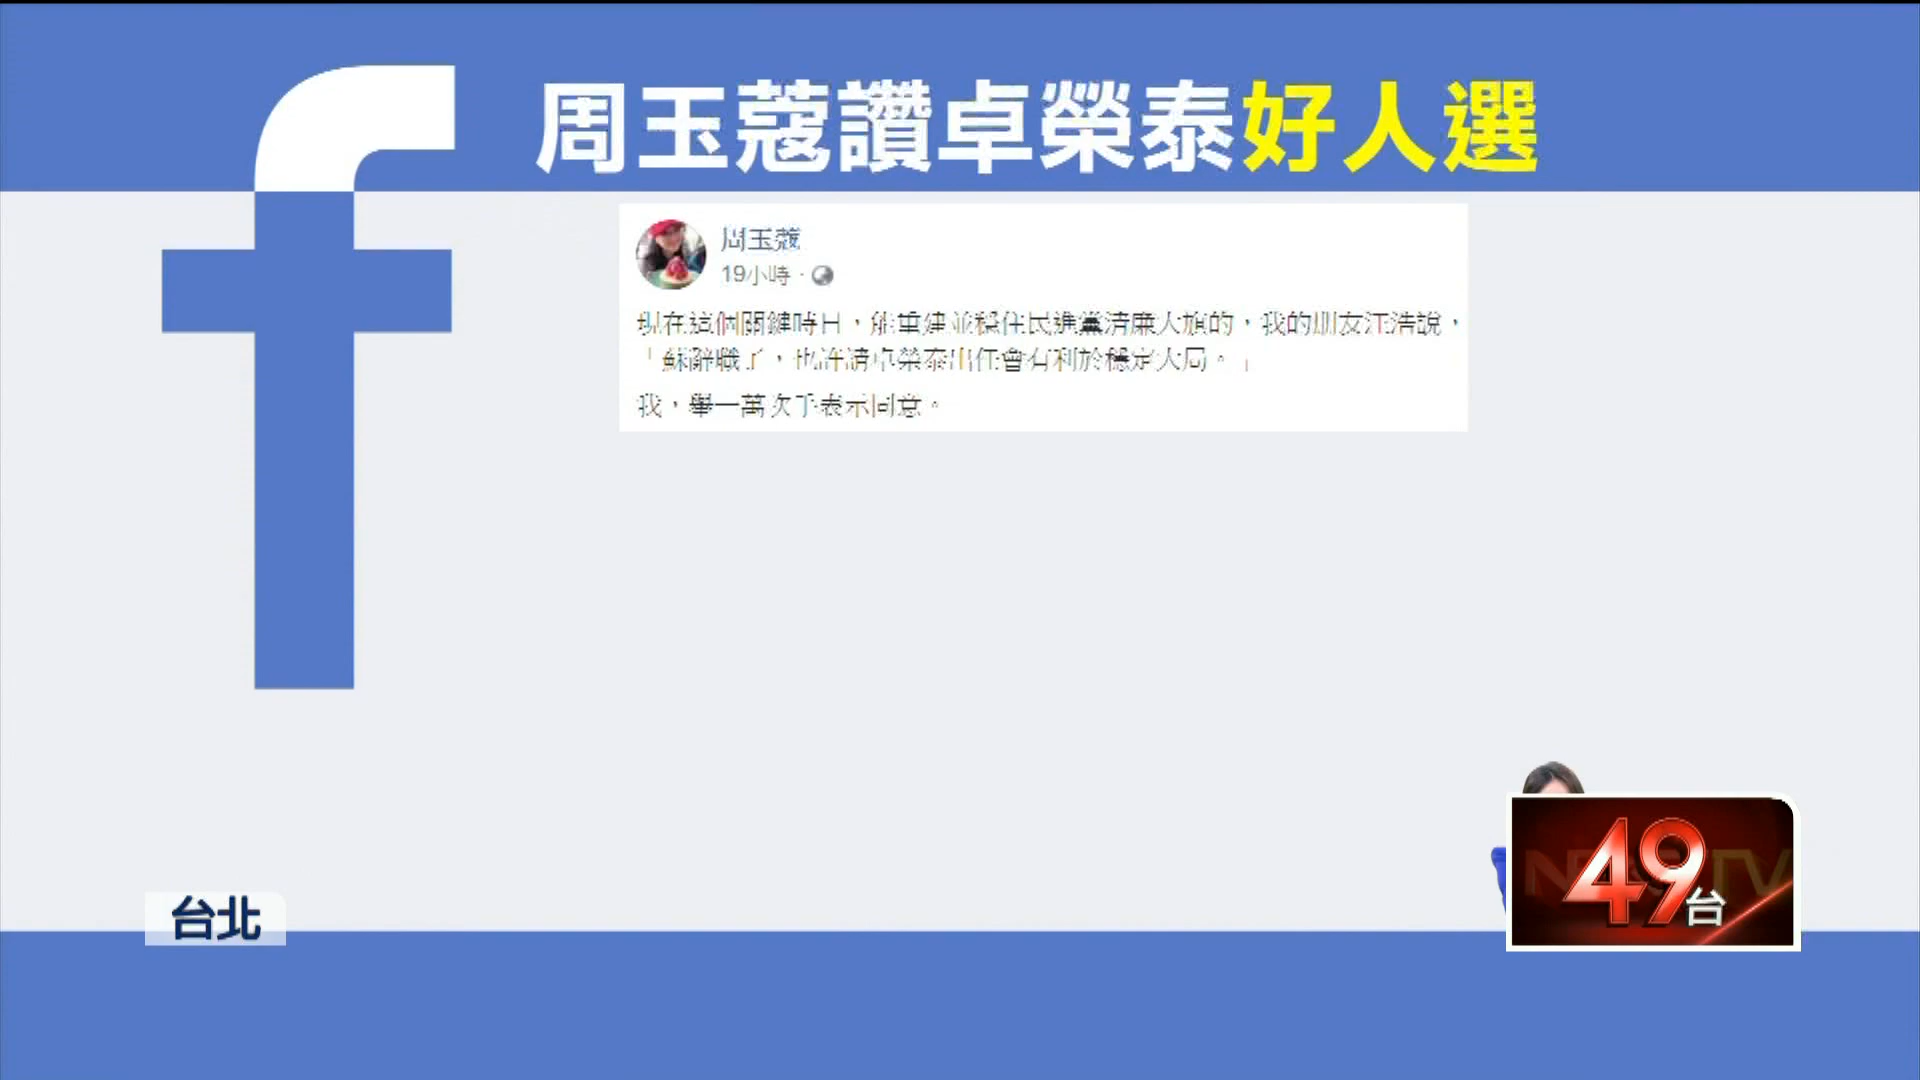 周玉蔻讚卓榮泰好人選
周玉蔻
19小時
現在這個關鍵時日，能重建並穩住民進黨清廉大旗的，我的朋友汪浩說，
「蘇辭職了，也許請卓榮泰出任會有利於穩定大局。」
我，舉一萬次手表示同意。
49台
台北